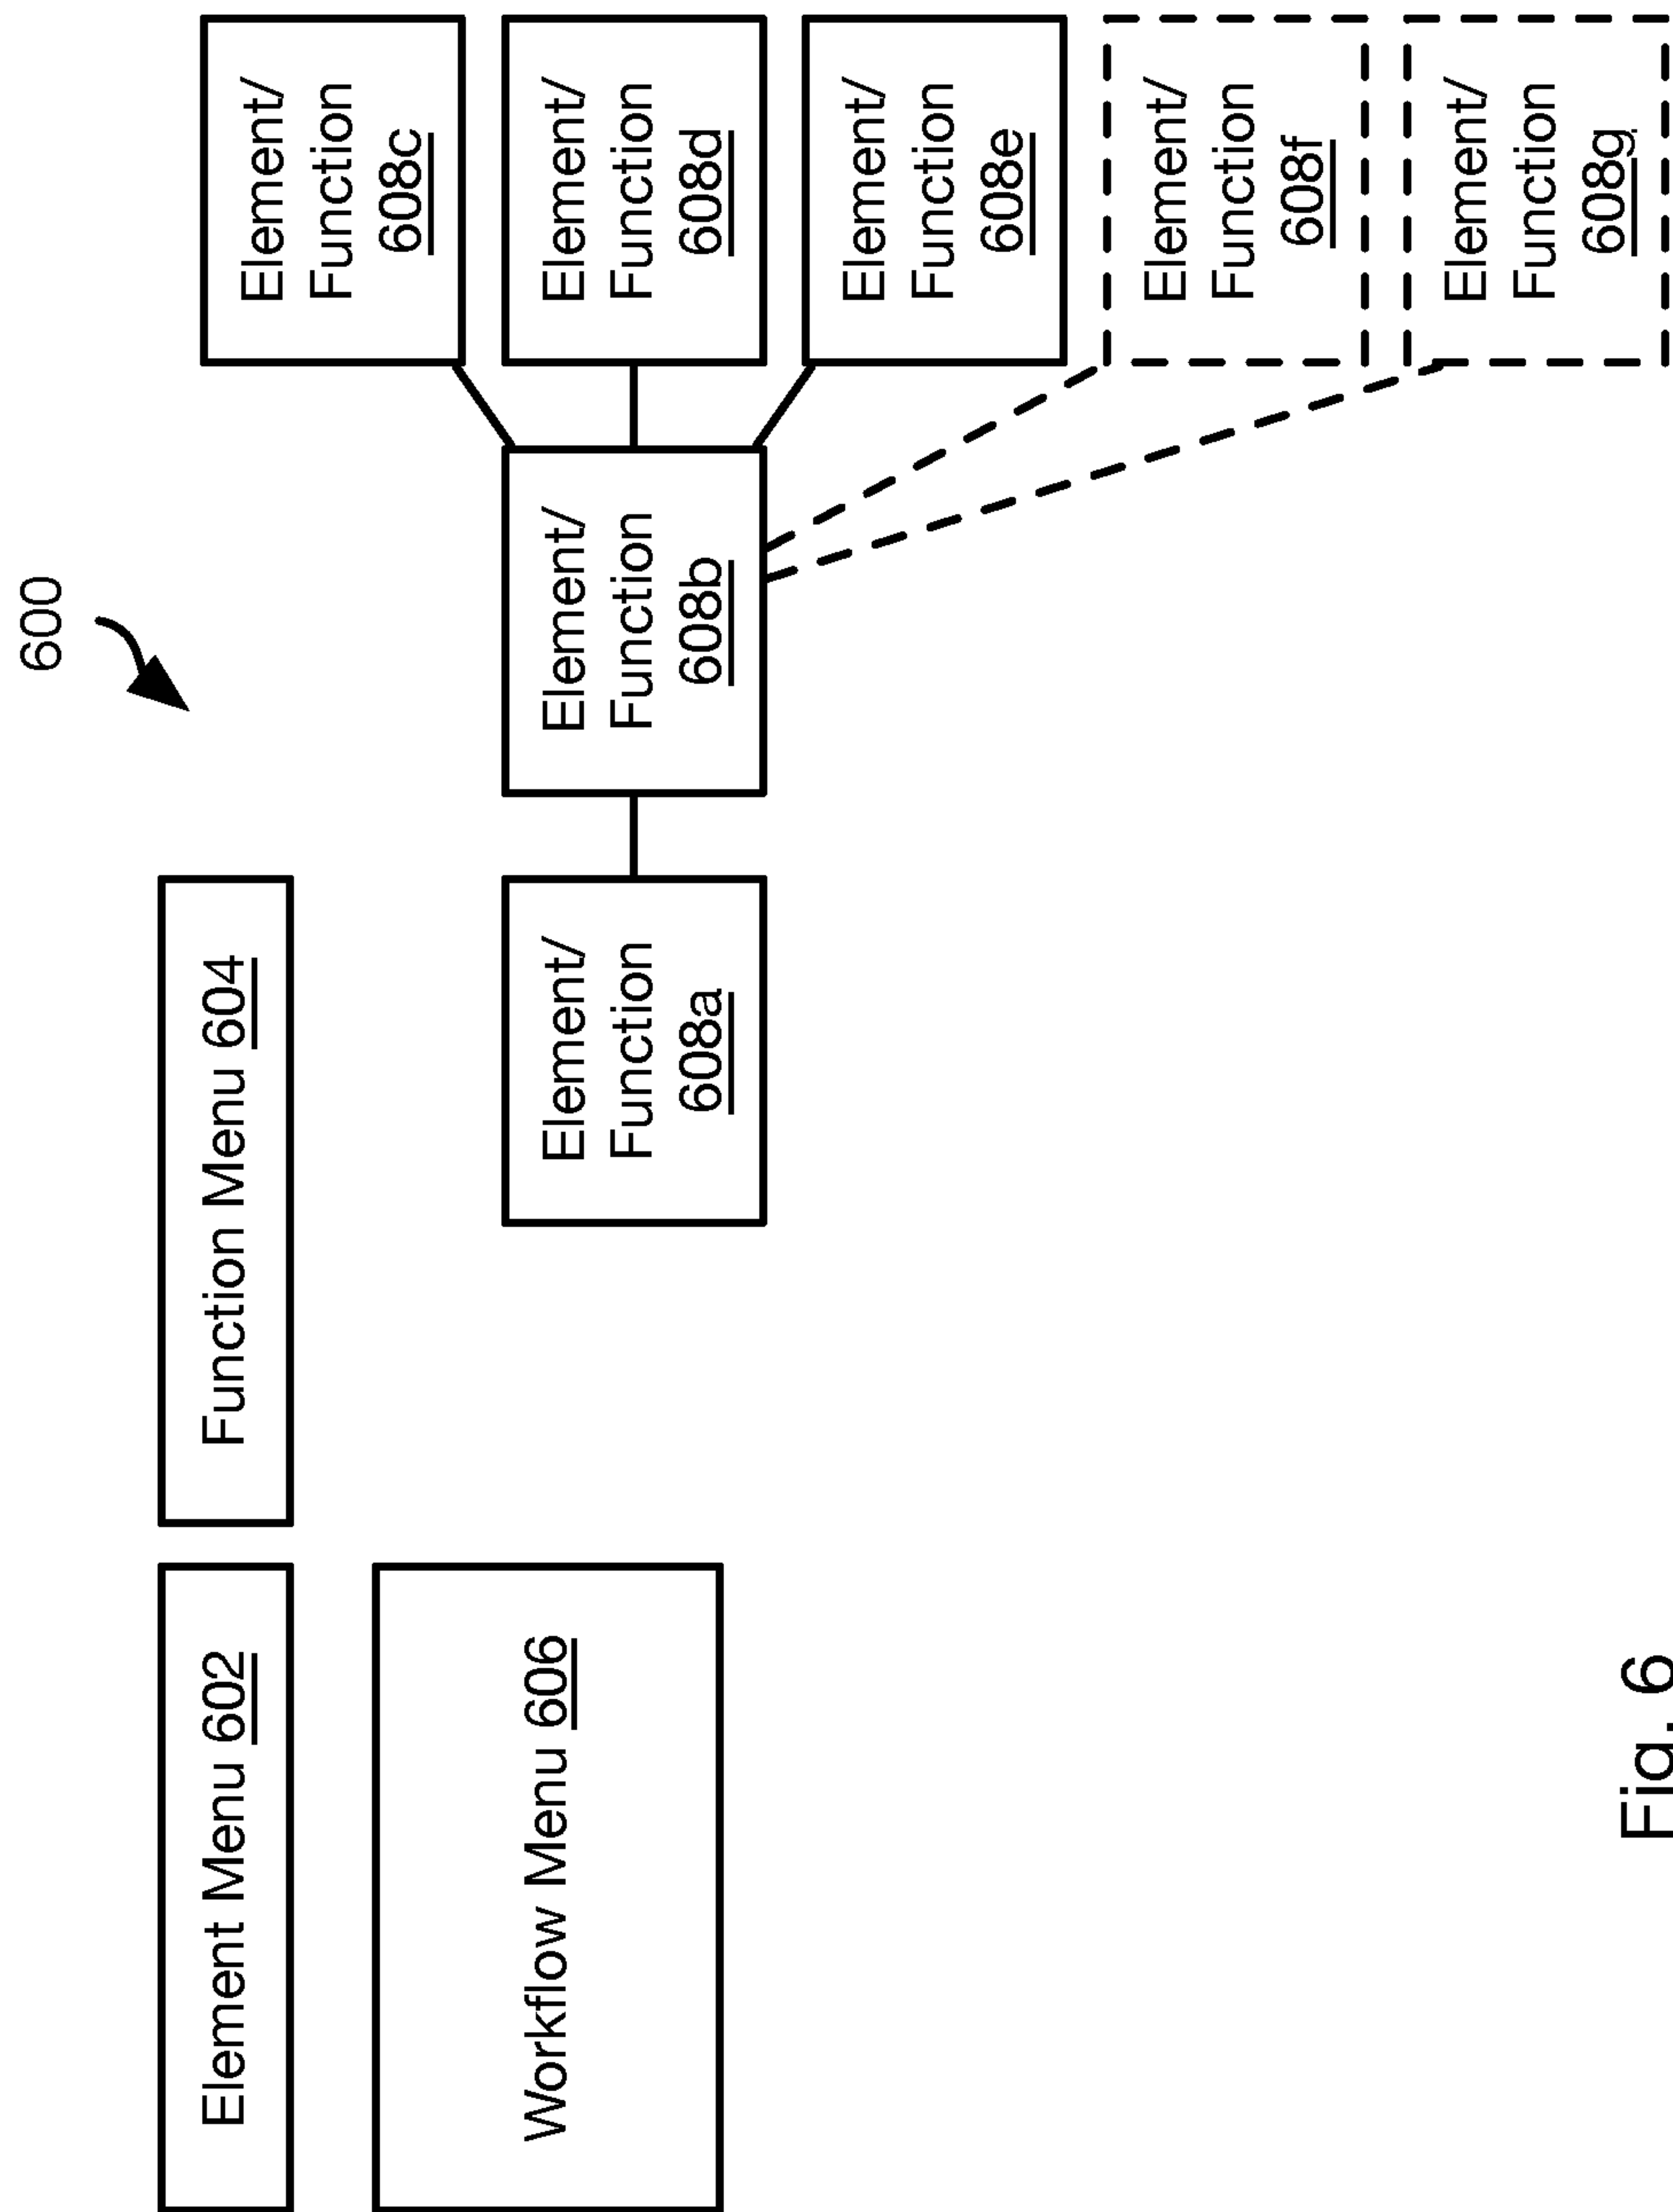 600
Element Menu 602
Function Menu 604
Workflow Menu 606
Element/
Function
608a
Element/
Function
608b
Element/
Function
608c
Element/
Function
608d
Element/
Function
608e
Element/
Function
608f
Element/
Function
608g
Fig. 6